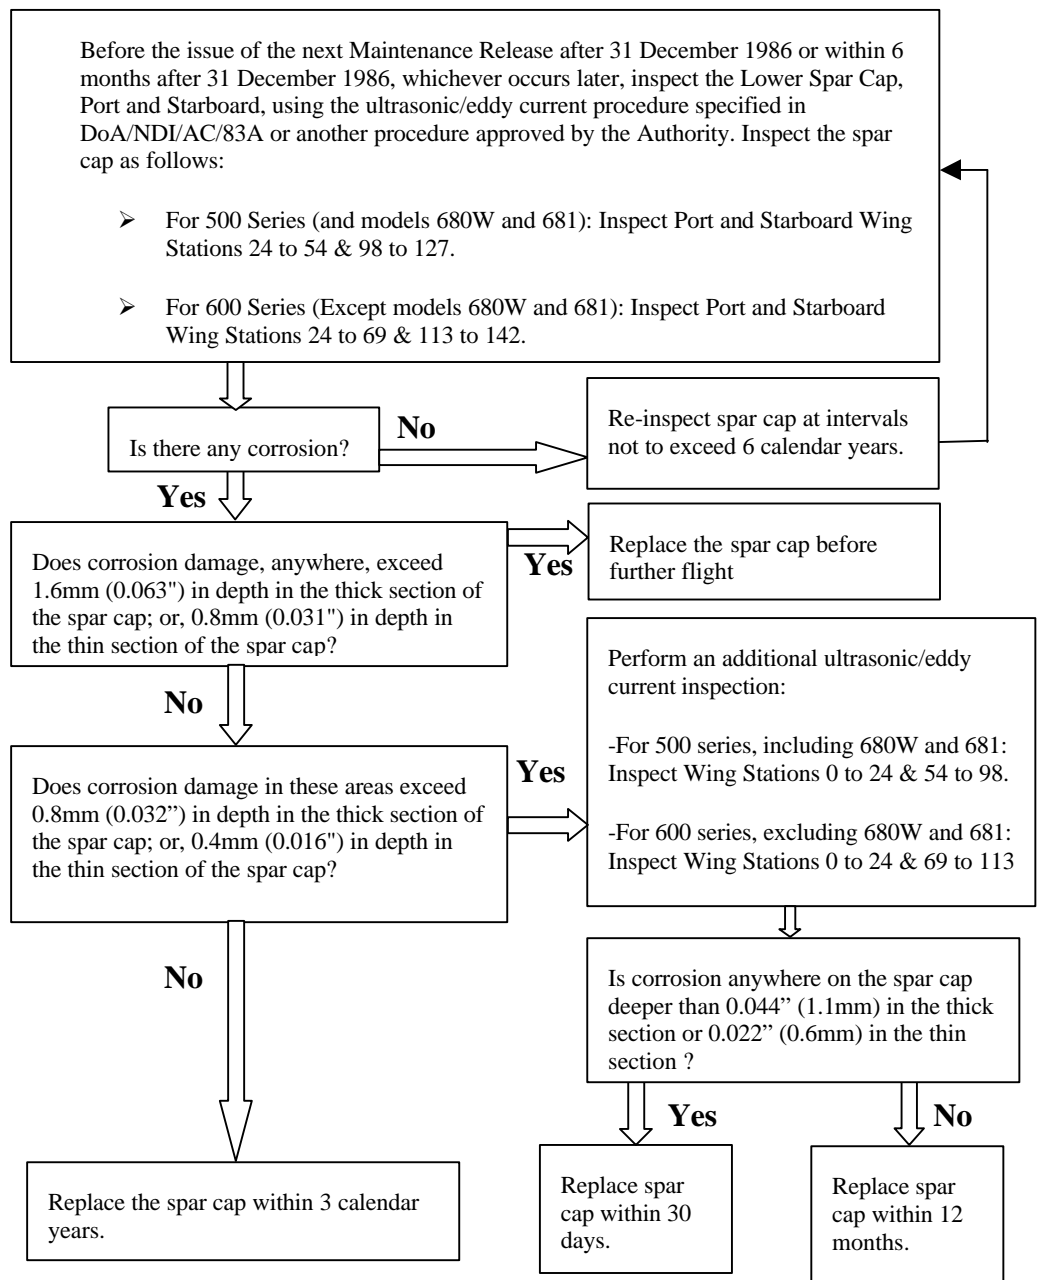 Before the issue of the next Maintenance Release after 31 December 1986 or within 6
months after 31 December 1986, whichever occurs later, inspect the Lower Spar Cap,
Port and Starboard, using the ultrasonic/eddy current procedure specified in
DoA/NDI/AC/83A or another procedure approved by the Authority. Inspect the spar
cap as follows:
➢ For 500 Series (and models 680W and 681): Inspect Port and Starboard Wing
Stations 24 to 54 & 98 to 127.
➢ For 600 Series (Except models 680W and 681): Inspect Port and Starboard
Wing Stations 24 to 69 & 113 to 142.
Is there any corrosion?
No
Re-inspect spar cap at intervals
not to exceed 6 calendar years.
Yes
Does corrosion damage, anywhere, exceed
1.6mm (0.063") in depth in the thick section of
the spar cap; or, 0.8mm (0.031") in depth in
the thin section of the spar cap?
Yes
Replace the spar cap before
further flight
No
Does corrosion damage in these areas exceed
0.8mm (0.032”) in depth in the thick section of
the spar cap; or, 0.4mm (0.016") in depth in
the thin section of the spar cap?
Yes
Perform an additional ultrasonic/eddy
current inspection:
-For 500 series, including 680W and 681:
Inspect Wing Stations 0 to 24 & 54 to 98.
-For 600 series, excluding 680W and 681:
Inspect Wing Stations 0 to 24 & 69 to 113
No
Is corrosion anywhere on the spar cap
deeper than 0.044” (1.1mm) in the thick
section or 0.022” (0.6mm) in the thin
section ?
Yes
No
Replace the spar cap within 3 calendar
years.
Replace spar
cap within 30
days.
Replace spar
cap within 12
months.